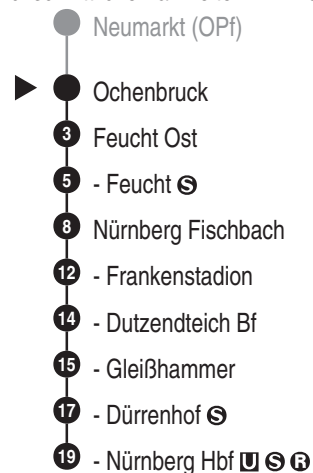 Neumarkt (OPf)
Ochenbruck
3 Feucht Ost
5 - Feucht S
8 Nürnberg Fischbach
12 - Frankenstadion
14 - Dutzendteich Bf
15 - Gleißhammer
17 - Dürrenhof S
19 - Nürnberg Hbf U S R